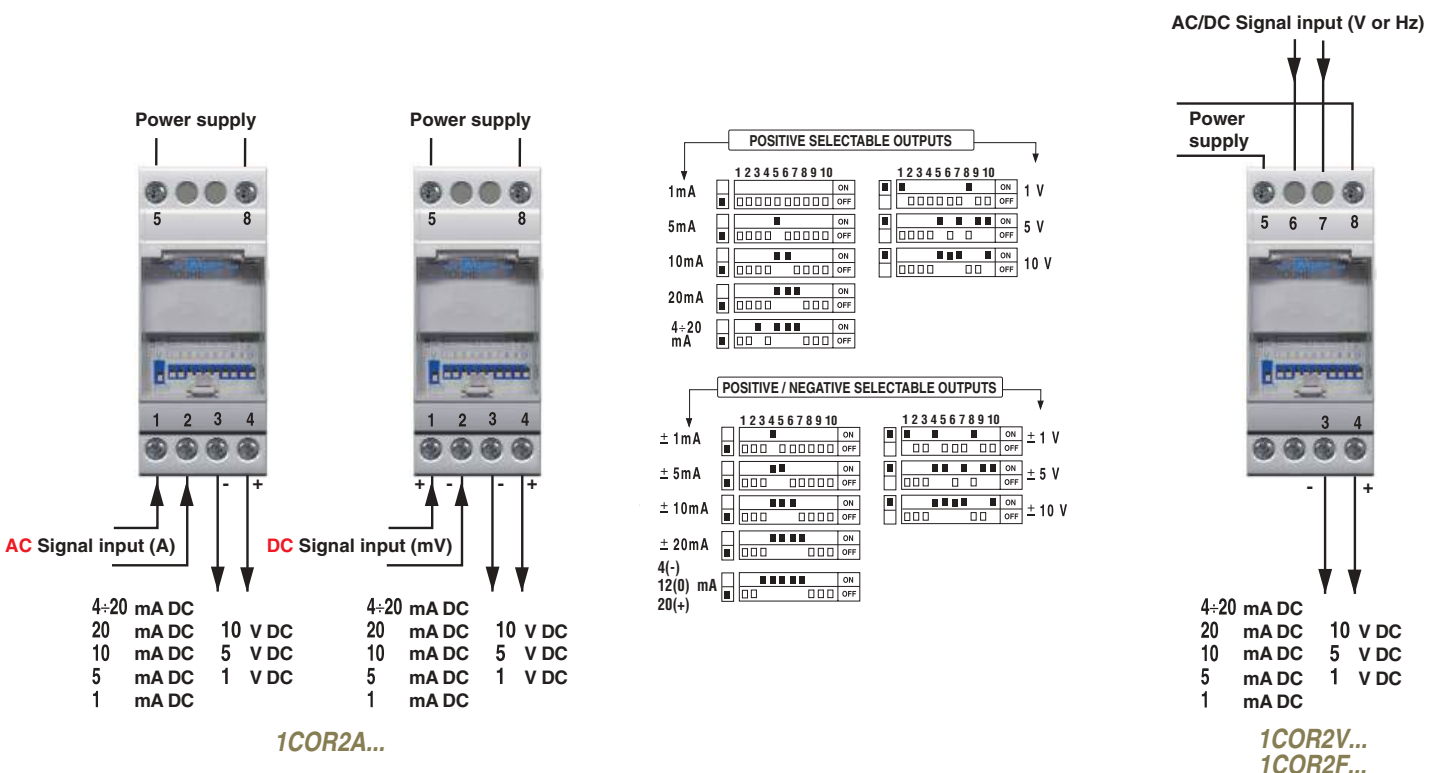 AC/DC Signal input (V or Hz)
Power supply
5 8
1 2 3 4
- +
AC Signal input (A)
4÷20 mA DC
20 mA DC 10 V DC
10 mA DC 5 V DC
5 mA DC 1 V DC
1 mA DC
Power supply
5 8
1 2 3 4
+ - - +
DC Signal input (mV)
4÷20 mA DC
20 mA DC 10 V DC
10 mA DC 5 V DC
5 mA DC 1 V DC
1 mA DC
1COR2A...
POSITIVE SELECTABLE OUTPUTS
1 2 3 4 5 6 7 8 9 10
1mA ON
OFF
5mA ON
OFF
10mA ON
OFF
20mA ON
OFF
4÷20
mA ON
OFF
1 2 3 4 5 6 7 8 9 10
ON
OFF 1 V
ON
OFF 5 V
ON
OFF 10 V
POSITIVE / NEGATIVE SELECTABLE OUTPUTS
1 2 3 4 5 6 7 8 9 10
± 1mA ON
OFF
± 5mA ON
OFF
± 10mA ON
OFF
± 20mA ON
OFF
4(-)
12(0) mA ON
20(+) OFF
1 2 3 4 5 6 7 8 9 10
ON
OFF ± 1 V
ON
OFF ± 5 V
ON
OFF ± 10 V
Power
supply
5 6 7 8
3 4
- +
4÷20 mA DC
20 mA DC 10 V DC
10 mA DC 5 V DC
5 mA DC 1 V DC
1 mA DC
1COR2V...
1COR2F...